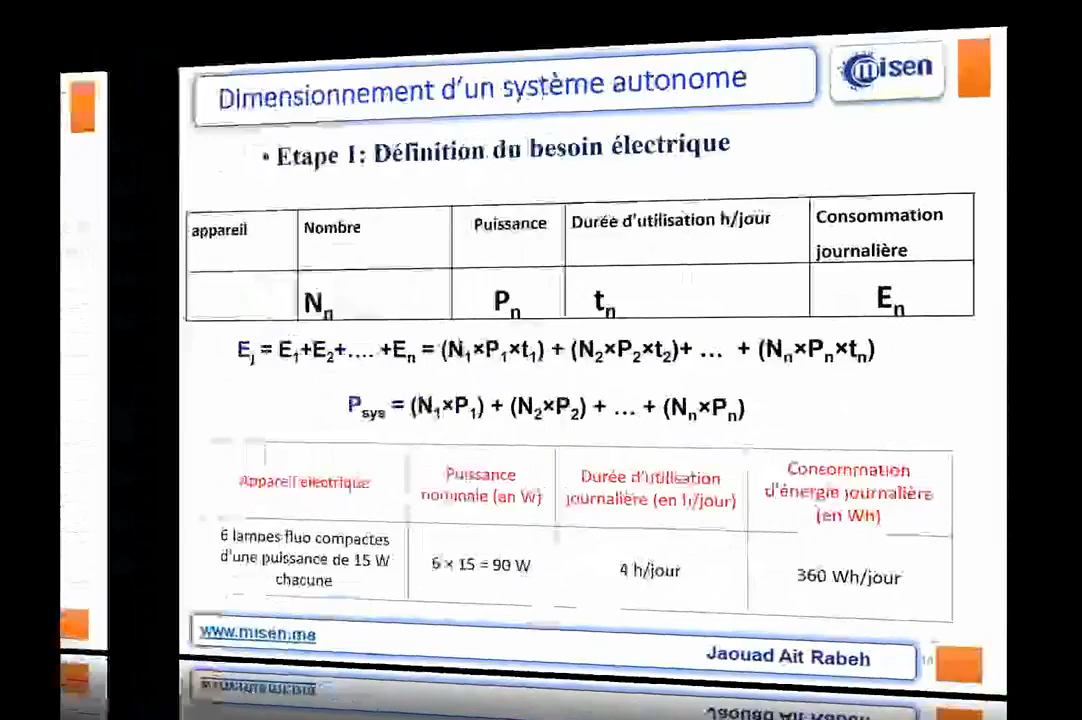 Dimensionnement d'un système autonome
misen
• Etape 1: Définition du besoin électrique
appareil Nombre Puissance Durée d'utilisation h/jour Consommation journalière
Nn Pn tn En
Ej = E1+E2+.... +En = (N1×P1×t1) + (N2×P2×t2)+ ... + (Nn×Pn×tn)
Psys = (N1×P1) + (N2×P2) + ... + (Nn×Pn)
Appareil electrique
Puissance
nominale (en W)
Durée d'utilisation
journalière (en h/jour)
Consommation
d'énergie journalière
(en Wh)
6 lampes fluo compactes
d'une puissance de 15 W
chacune
6 × 15 = 90 W
4 h/jour
360 Wh/jour
www.misen.ma
Jaouad Ait Rabeh